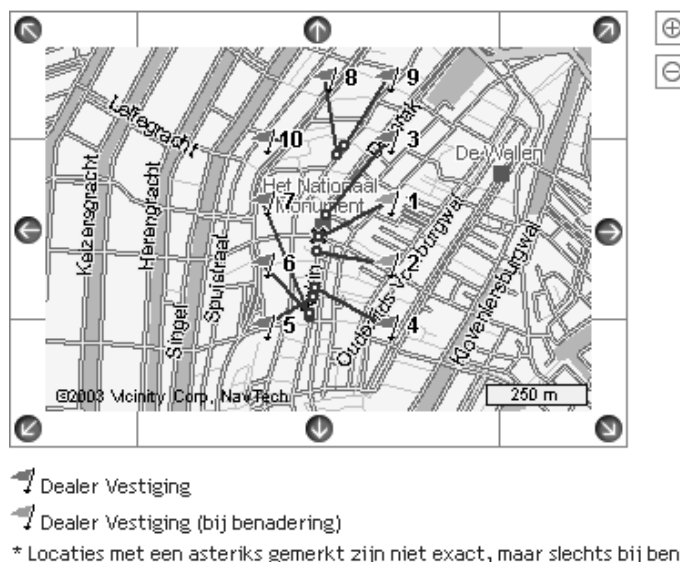 8
9
Leliegracht
10
3
De Wallen
Keizersgracht
Herengracht
Het Nationaal
Monument
7
1
Spuistraat
Singel
6
2
Oudezijds Voorburgwal
Kloveniersburgwal
5
4
©2003 Vicinity Corp, NavTech
250 m
Dealer Vestiging
Dealer Vestiging (bij benadering)
* Locaties met een asteriks gemerkt zijn niet exact, maar slechts bij ben